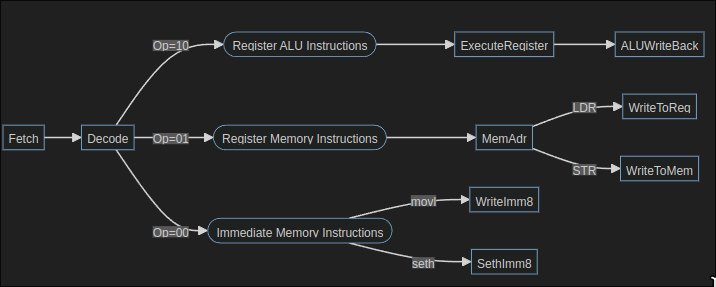 Op=10
Register ALU Instructions
ExecuteRegister
ALUWriteBack
Fetch
Decode
Op=01
Register Memory Instructions
MemAdr
LDR
WriteToReg
STR
WriteToMem
Op=00
Immediate Memory Instructions
movl
WriteImm8
seth
SethImm8